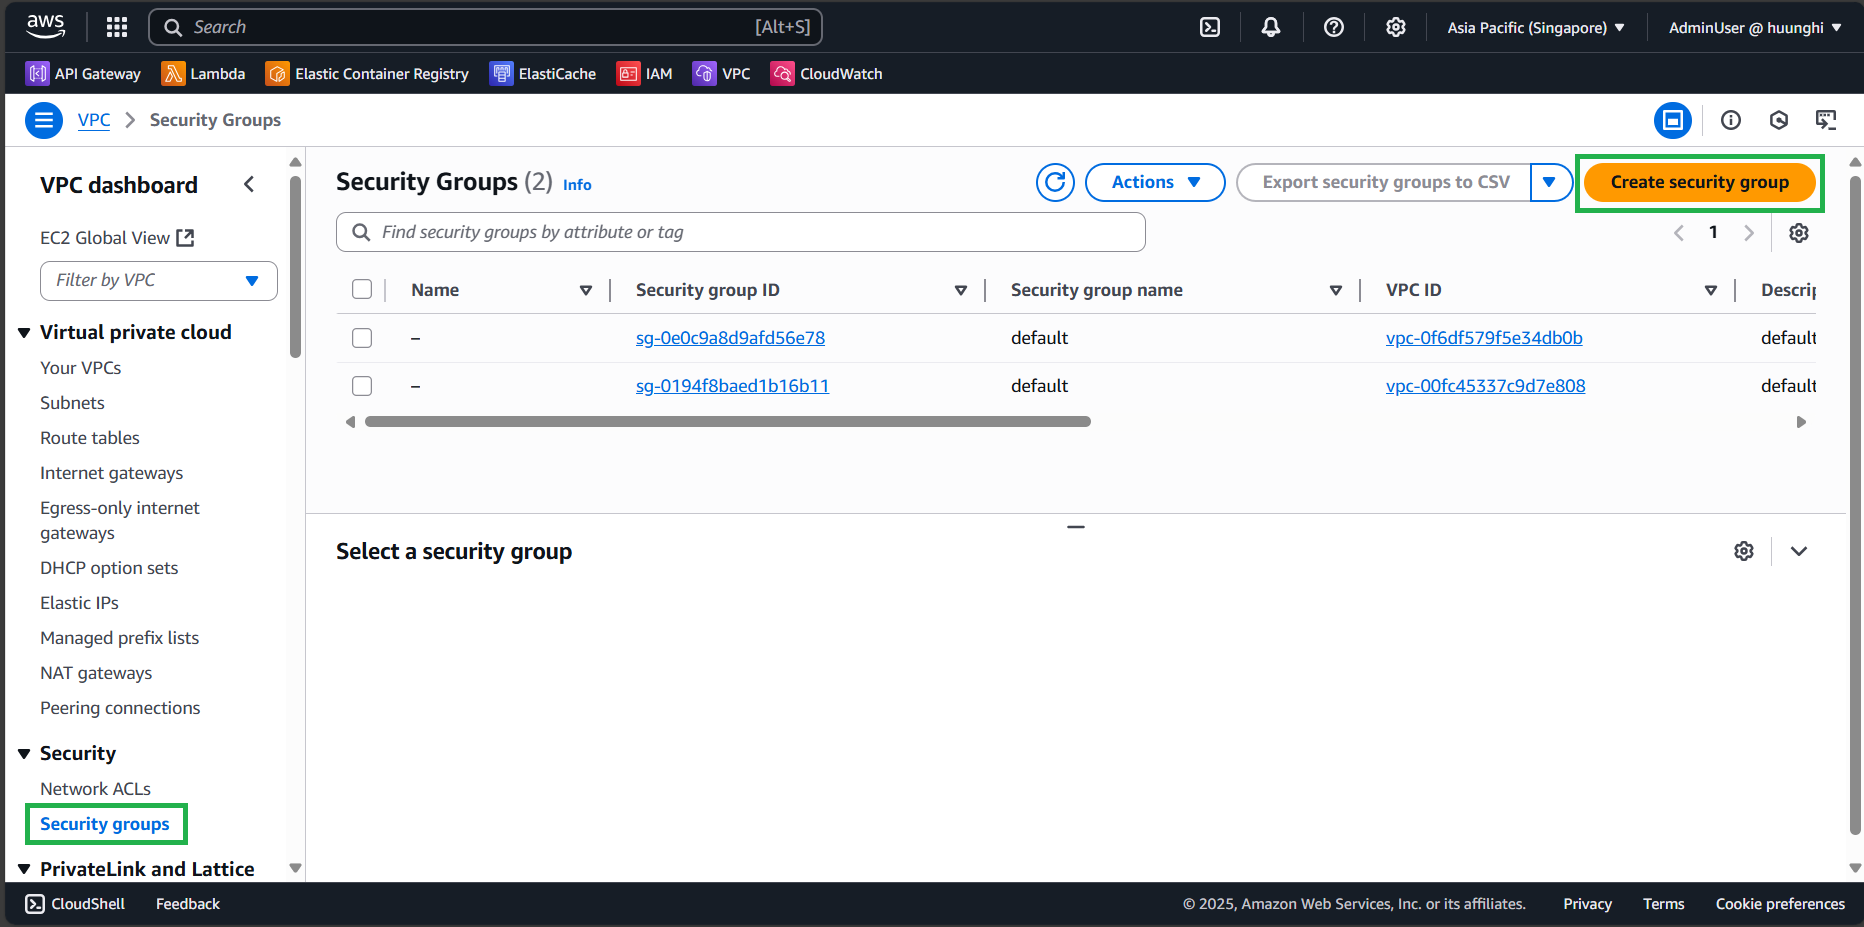 aws
Search [Alt+S]
Asia Pacific (Singapore) AdminUser @ huunghi
API Gateway Lambda Elastic Container Registry ElastiCache IAM VPC CloudWatch
VPC Security Groups
VPC dashboard
EC2 Global View
Filter by VPC
Virtual private cloud
Your VPCs
Subnets
Route tables
Internet gateways
Egress-only internet
gateways
DHCP option sets
Elastic IPs
Managed prefix lists
NAT gateways
Peering connections
Security
Network ACLs
Security groups
PrivateLink and Lattice
Security Groups (2) Info
Actions Export security groups to CSV Create security group
Find security groups by attribute or tag
1
Name Security group ID Security group name VPC ID Descrip
– sg-0e0c9a8d9afd56e78 default vpc-0f6df579f5e34db0b default
– sg-0194f8baed1b16b11 default vpc-00fc45337c9d7e808 default
Select a security group
CloudShell Feedback © 2025, Amazon Web Services, Inc. or its affiliates. Privacy Terms Cookie preferences